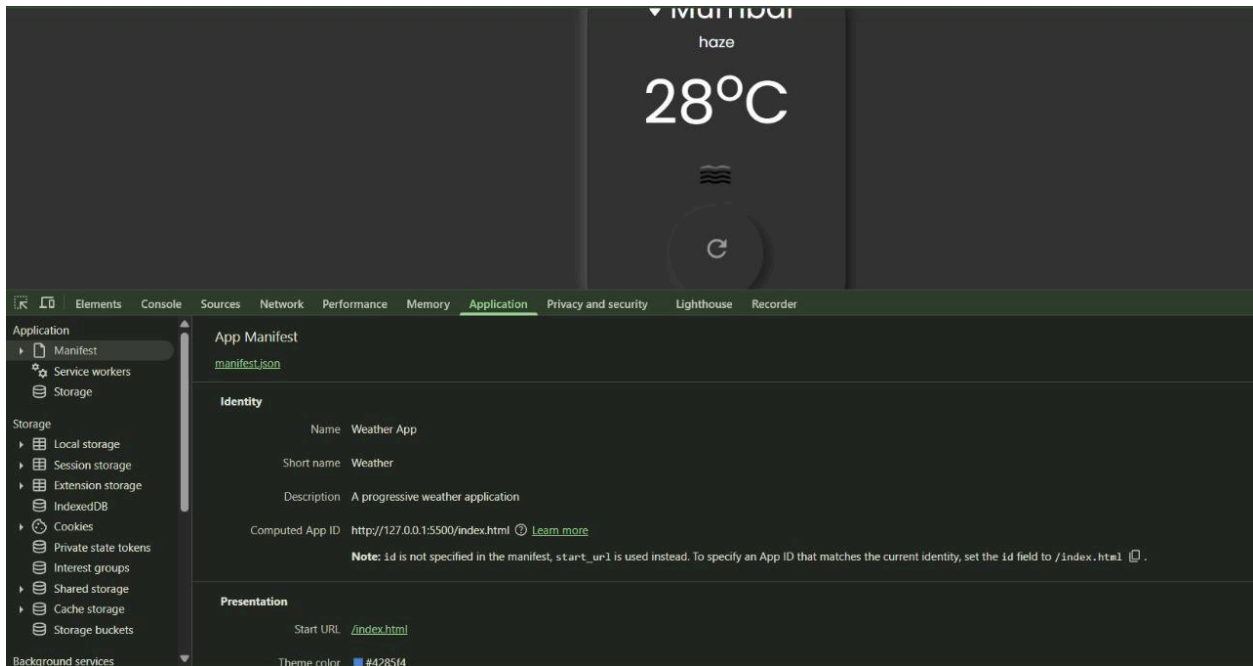 Mumbai
haze
28°C
Elements Console Sources Network Performance Memory Application Privacy and security Lighthouse Recorder
Application
Manifest
Service workers
Storage
Storage
Local storage
Session storage
Extension storage
IndexedDB
Cookies
Private state tokens
Interest groups
Shared storage
Cache storage
Storage buckets
Background services
App Manifest
manifest.json
Identity
Name Weather App
Short name Weather
Description A progressive weather application
Computed App ID http://127.0.0.1:5500/index.html Learn more
Note: id is not specified in the manifest, start_url is used instead. To specify an App ID that matches the current identity, set the id field to /index.html .
Presentation
Start URL /index.html
Theme color #4285f4